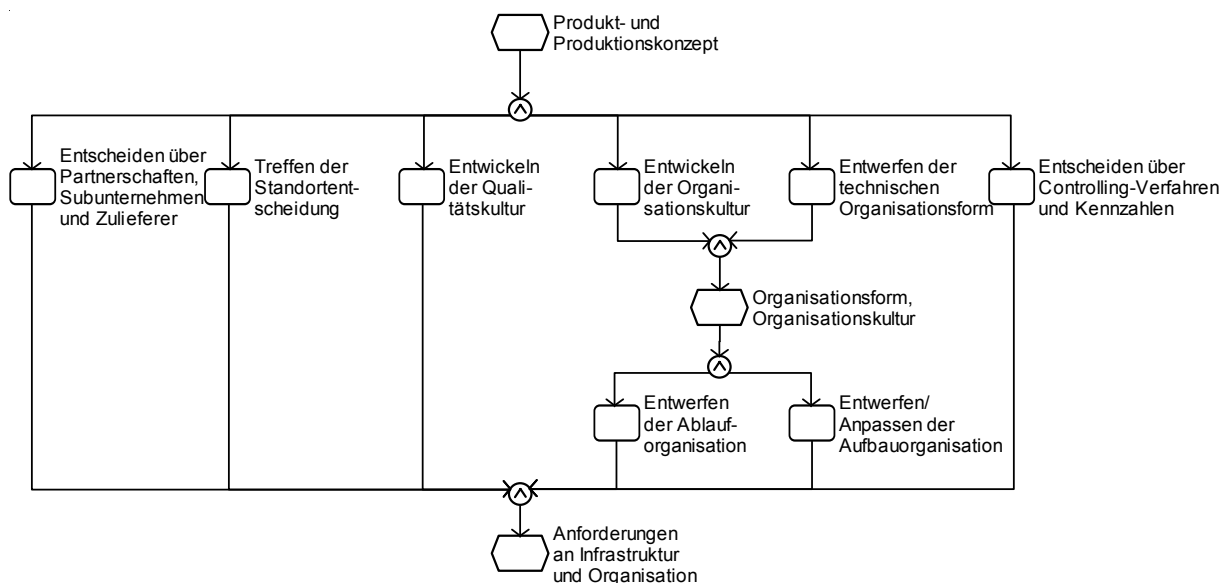 Produkt- und
Produktionskonzept
Entscheiden über
Partnerschaften,
Subunternehmen
und Zulieferer
Treffen der
Standortent-
scheidung
Entwickeln
der Quali-
tätskultur
Entwickeln
der Organi-
sationskultur
Entwerfen der
technischen
Organisationsform
Entscheiden über
Controlling-Verfahren
und Kennzahlen
Organisationsform,
Organisationskultur
Entwerfen
der Ablauf-
organisation
Entwerfen/
Anpassen der
Aufbauorganisation
Anforderungen
an Infrastruktur
und Organisation